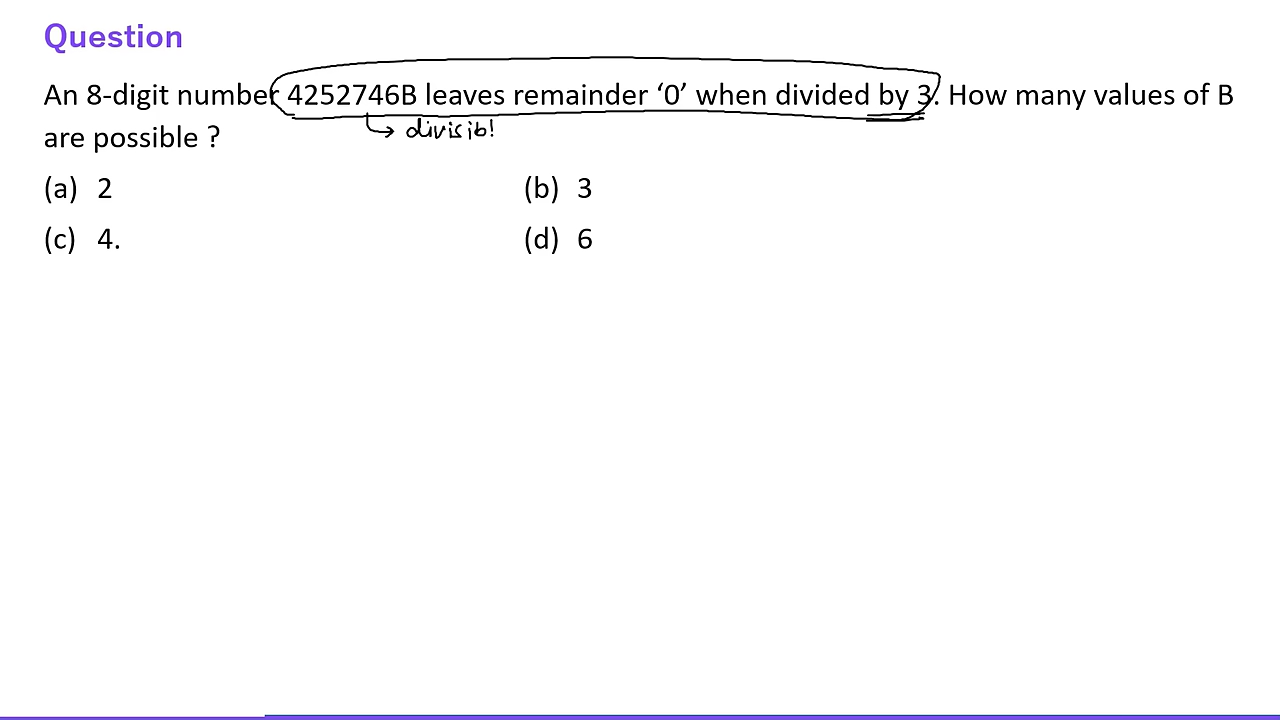 Question
An 8-digit number 4252746B leaves remainder ‘0’ when divided by 3. How many values of B
divisib!
are possible ?
(a) 2 (b) 3
(c) 4. (d) 6